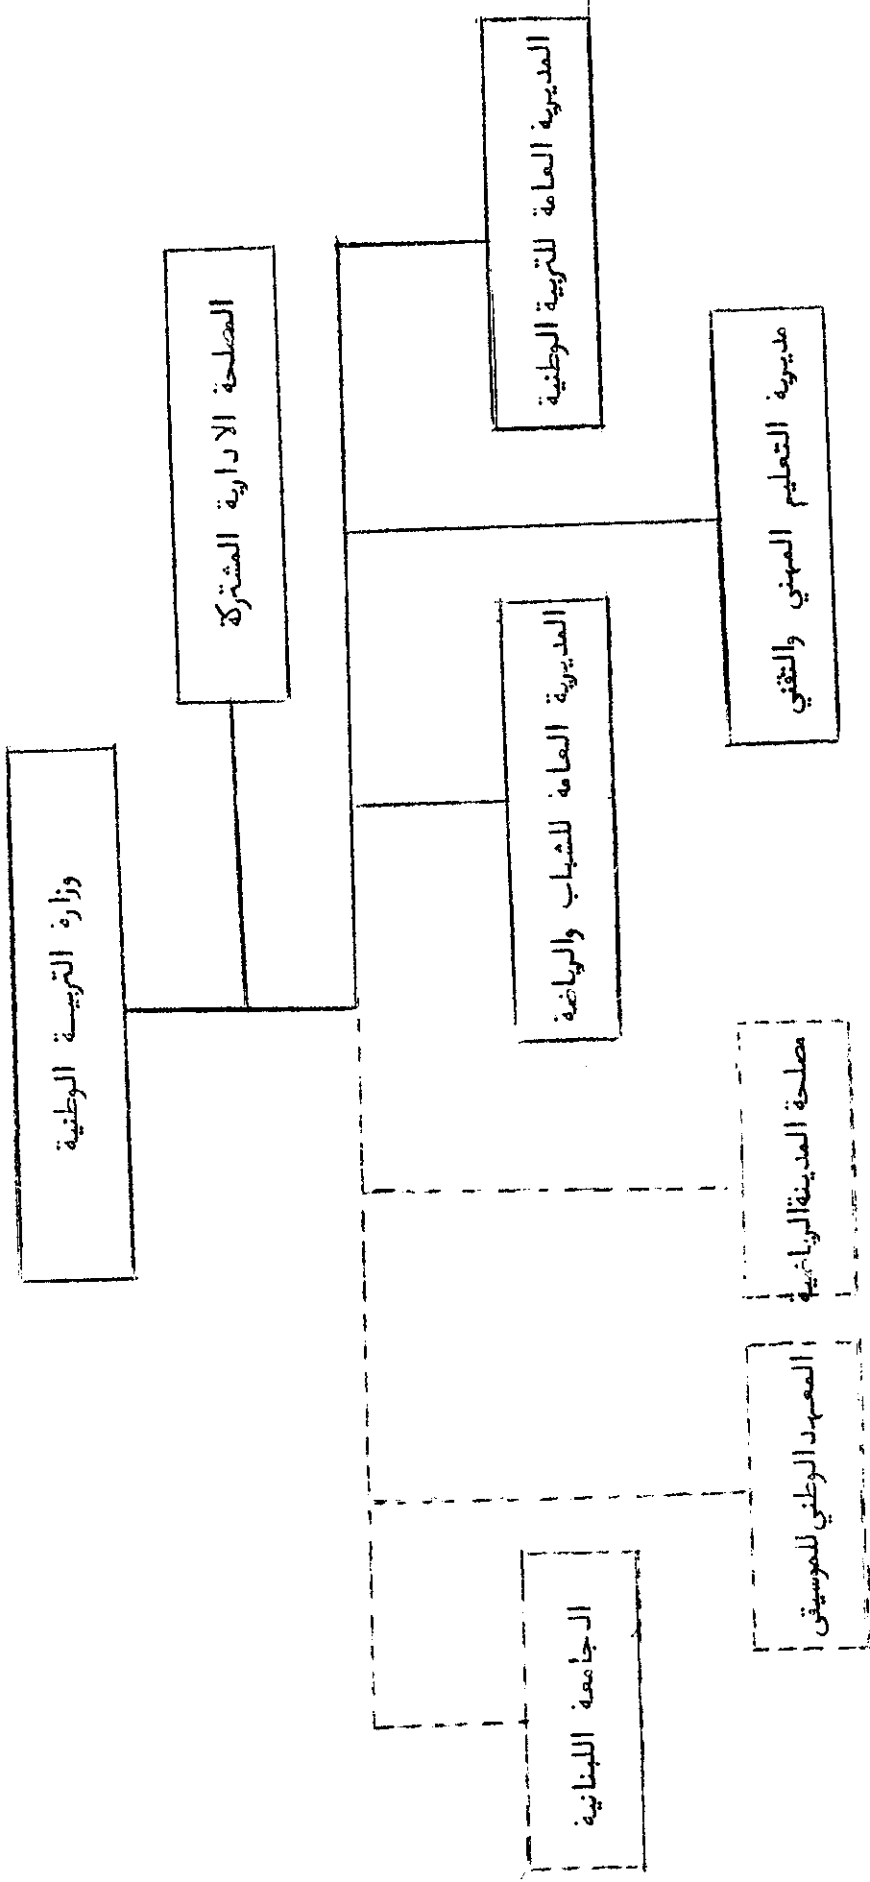 وزارة التربية الوطنية
المصلحة الادارية المشتركة
المديرية العامة للتربية الوطنية
مديرية التعليم المهني والتقني
المديرية العامة للشباب والرياضة
مصلحة المدينة الرياضية
المعهد الوطني للموسيقى
الجامعة اللبنانية